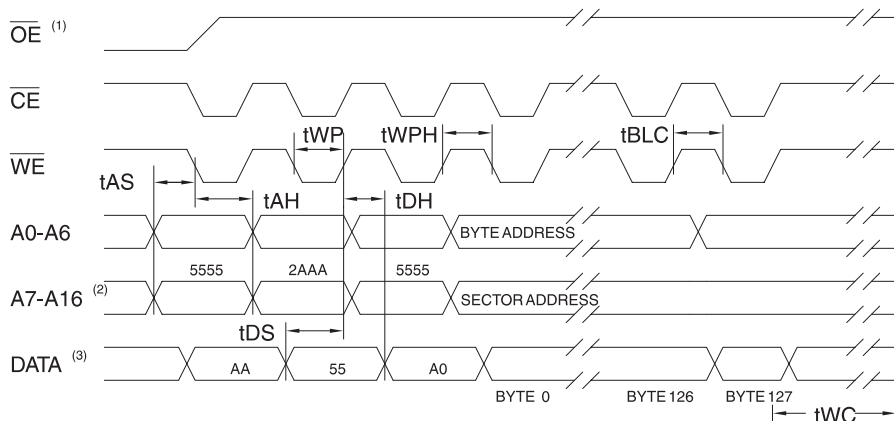 OE (1)
CE
tWP tWPH tBLC
WE
tAS
tAH tDH
A0-A6 BYTE ADDRESS
5555 2AAA 5555
A7-A16 (2) SECTOR ADDRESS
tDS
DATA (3) AA 55 A0
BYTE 0 BYTE 126 BYTE 127
tWC